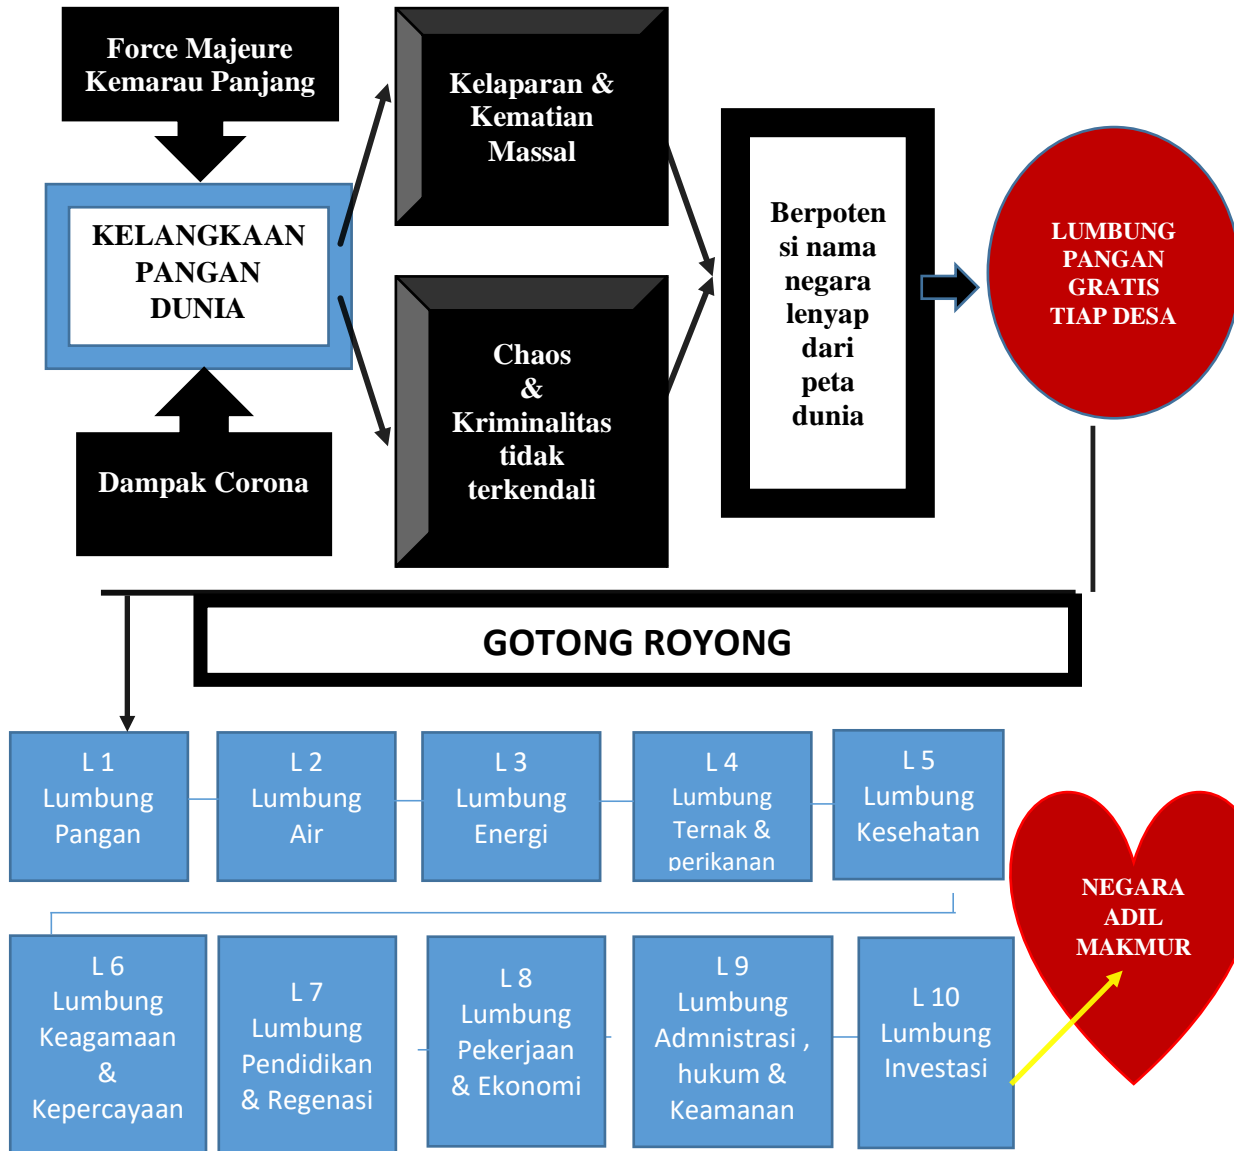 Force Majeure
Kemarau Panjang
KELANGKAAN
PANGAN
DUNIA
Dampak Corona
Kelaparan &
Kematian
Massal
Chaos
&
Kriminalitas
tidak
terkendali
Berpoten
si nama
negara
lenyap
dari
peta
dunia
LUMBUNG
PANGAN
GRATIS
TIAP DESA
GOTONG ROYONG
L 1
Lumbung
Pangan
L 2
Lumbung
Air
L 3
Lumbung
Energi
L 4
Lumbung
Ternak &
perikanan
L 5
Lumbung
Kesehatan
L 6
Lumbung
Keagamaan
&
Kepercayaan
L 7
Lumbung
Pendidikan
& Regenasi
L 8
Lumbung
Pekerjaan
& Ekonomi
L 9
Lumbung
Admnistrasi ,
hukum &
Keamanan
L 10
Lumbung
Investasi
NEGARA
ADIL
MAKMUR